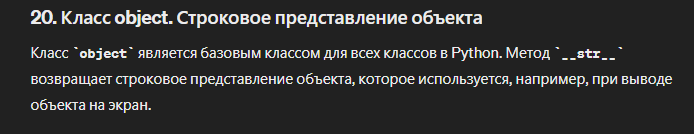 20. Класс object. Строковое представление объекта
Класс `object` является базовым классом для всех классов в Python. Метод `__str__`
возвращает строковое представление объекта, которое используется, например, при выводе
объекта на экран.